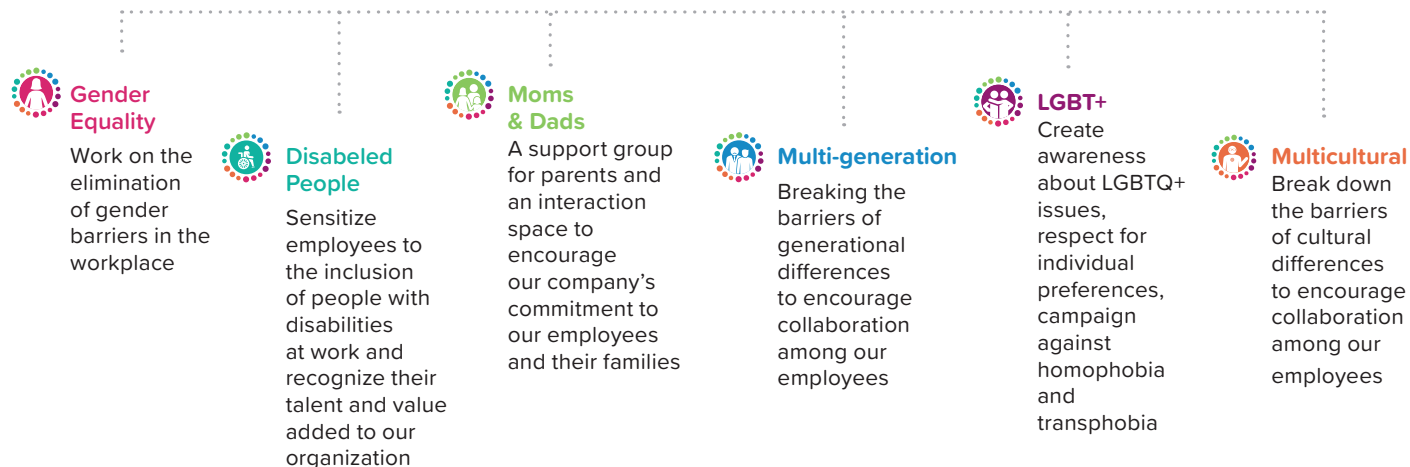 Gender
Equality
Work on the
elimination
of gender
barriers in the
workplace
Disabeled
People
Sensitize
employees to
the inclusion
of people with
disabilities
at work and
recognize their
talent and value
added to our
organization
Moms
& Dads
A support group
for parents and
an interaction
space to
encourage
our company’s
commitment to
our employees
and their families
Multi-generation
Breaking the
barriers of
generational
differences
to encourage
collaboration
among our
employees
LGBT+
Create
awareness
about LGBTQ+
issues,
respect for
individual
preferences,
campaign
against
homophobia
and
transphobia
Multicultural
Break down
the barriers
of cultural
differences
to encourage
collaboration
among our
employees